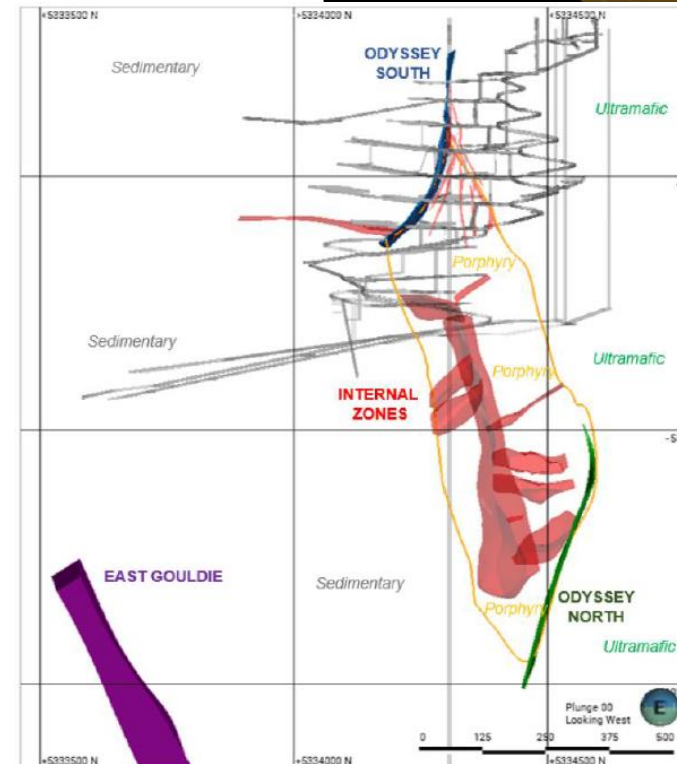 +5333500 N
+5334000 N
+5334500 N
ODYSSEY
SOUTH
Sedimentary
Ultramafic
Porphyry
Sedimentary
Ultramafic
Porphyry
INTERNAL
ZONES
EAST GOULDIE
Sedimentary
ODYSSEY
NORTH
Porphyry
Ultramafic
Plunge 00
Looking West
E
0 125 250 375 500
+5333500 N
+5334000 N
+5334500 N